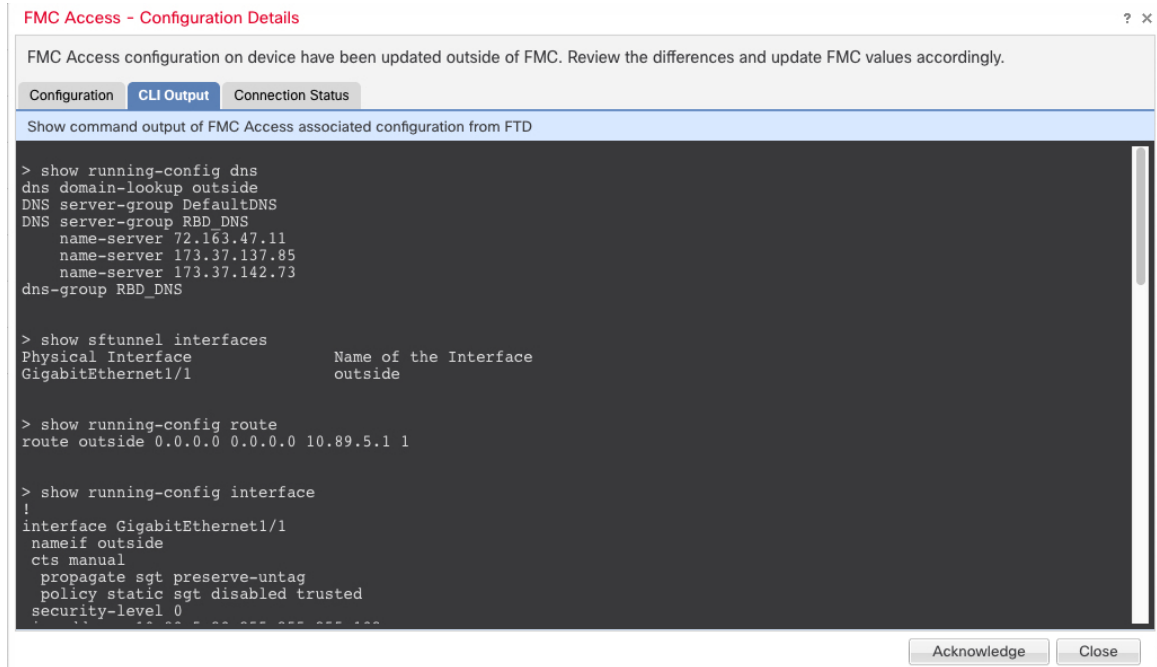 FMC Access - Configuration Details
? ×
FMC Access configuration on device have been updated outside of FMC. Review the differences and update FMC values accordingly.
Configuration CLI Output Connection Status
Show command output of FMC Access associated configuration from FTD
> show running-config dns
dns domain-lookup outside
DNS server-group DefaultDNS
DNS server-group RBD_DNS
name-server 72.163.47.11
name-server 173.37.137.85
name-server 173.37.142.73
dns-group RBD_DNS
> show sftunnel interfaces
Physical Interface Name of the Interface
GigabitEthernet1/1 outside
> show running-config route
route outside 0.0.0.0 0.0.0.0 10.89.5.1 1
> show running-config interface
!
interface GigabitEthernet1/1
nameif outside
cts manual
propagate sgt preserve-untag
policy static sgt disabled trusted
security-level 0
Acknowledge Close